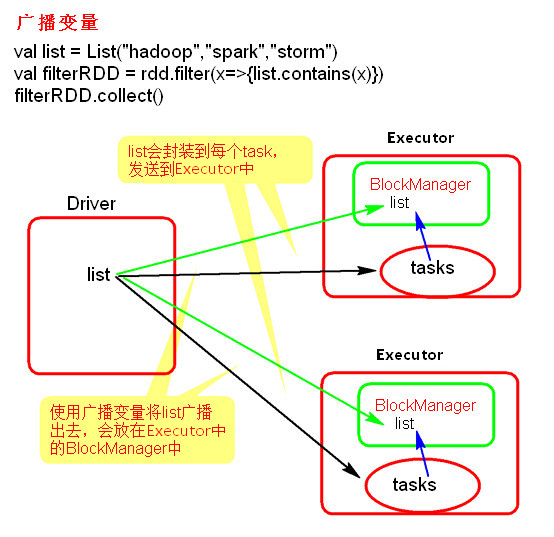 广播变量
val list = List("hadoop","spark","storm")
val filterRDD = rdd.filter(x=>{list.contains(x)})
filterRDD.collect()
list会封装到每个task，
发送到Executor中
Executor
BlockManager
list
tasks
Driver
list
Executor
BlockManager
list
tasks
使用广播变量将list广播
出去，会放在Executor中
的BlockManager中